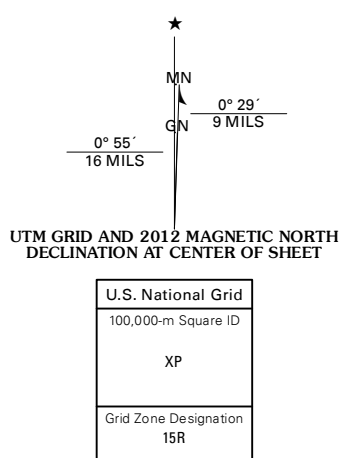 ★
MN
0° 29´
9 MILS
GN
0° 55´
16 MILS
UTM GRID AND 2012 MAGNETIC NORTH
DECLINATION AT CENTER OF SHEET
U.S. National Grid
100,000-m Square ID
XP
Grid Zone Designation
15R